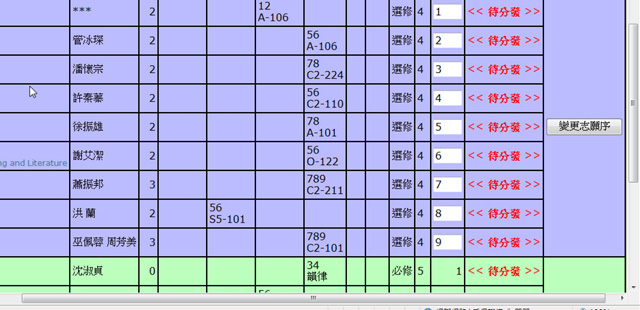 *** 2 12 選修 4 1 << 待分發 >>
A-106
管冰琛 2 56 選修 4 2 << 待分發 >>
A-106
潘懷宗 2 78 選修 4 3 << 待分發 >>
C2-224
許秦蓁 2 56 選修 4 4 << 待分發 >>
C2-110
徐振雄 2 78 選修 4 5 << 待分發 >> 變更志願序
A-101
謝艾潔 2 56 選修 4 6 << 待分發 >>
ng and Literature O-122
蕭振邦 3 789 選修 4 7 << 待分發 >>
C2-211
洪 蘭 2 56 選修 4 8 << 待分發 >>
S5-101
巫佩蓉 周芳美 3 789 選修 4 9 << 待分發 >>
C2-101
沈淑貞 0 34 必修 5 1 << 待分發 >>
韻律